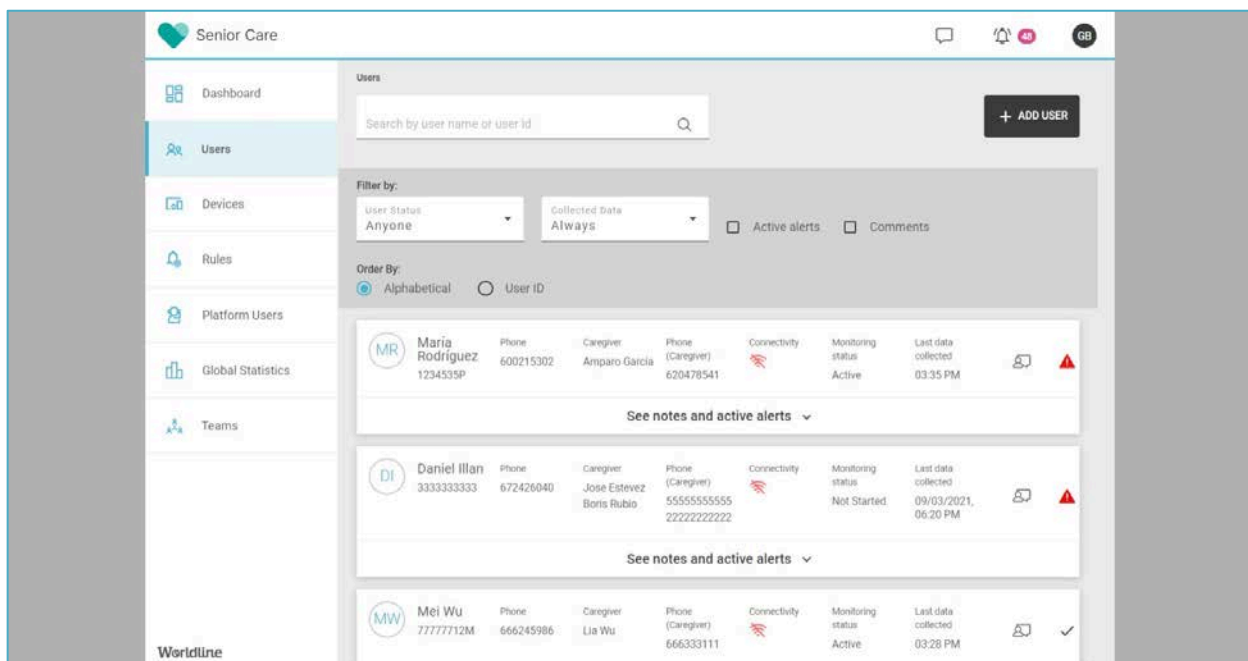 Senior Care
48
GB
Dashboard
Users
Devices
Rules
Platform Users
Global Statistics
Teams
Worldline
Users
Search by user name or user id
+ ADD USER
Filter by:
User Status
Anyone
Collected Data
Always
Active alerts
Comments
Order By:
Alphabetical
User ID
MR
María
Rodríguez
1234535P
Phone
600215302
Caregiver
Amparo García
Phone
(Caregiver)
620478541
Connectivity
Monitoring
status
Active
Last data
collected
03:35 PM
See notes and active alerts
DI
Daniel Illan
3333333333
Phone
672426040
Caregiver
Jose Estevez
Boris Rubio
Phone
(Caregiver)
55555555555
22222222222
Connectivity
Monitoring
status
Not Started
Last data
collected
09/03/2021,
06:20 PM
See notes and active alerts
MW
Mei Wu
77777712M
Phone
666245986
Caregiver
Lia Wu
Phone
(Caregiver)
666333111
Connectivity
Monitoring
status
Active
Last data
collected
03:28 PM